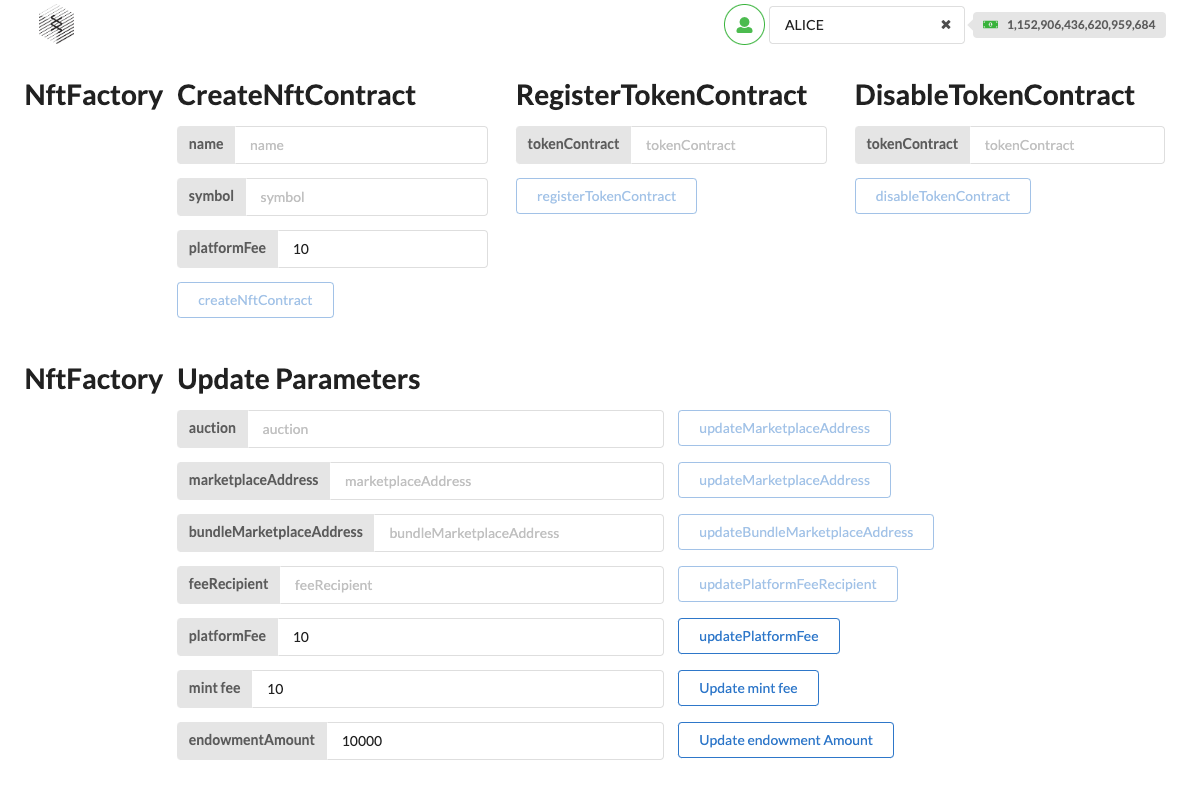 ALICE
1,152,906,436,620,959,684
NftFactory CreateNftContract RegisterTokenContract DisableTokenContract
name name tokenContract tokenContract tokenContract tokenContract
symbol symbol registerTokenContract disableTokenContract
platformFee 10
createNftContract
NftFactory Update Parameters
auction auction updateMarketplaceAddress
marketplaceAddress marketplaceAddress updateMarketplaceAddress
bundleMarketplaceAddress bundleMarketplaceAddress updateBundleMarketplaceAddress
feeRecipient feeRecipient updatePlatformFeeRecipient
platformFee 10 updatePlatformFee
mint fee 10 Update mint fee
endowmentAmount 10000 Update endowment Amount